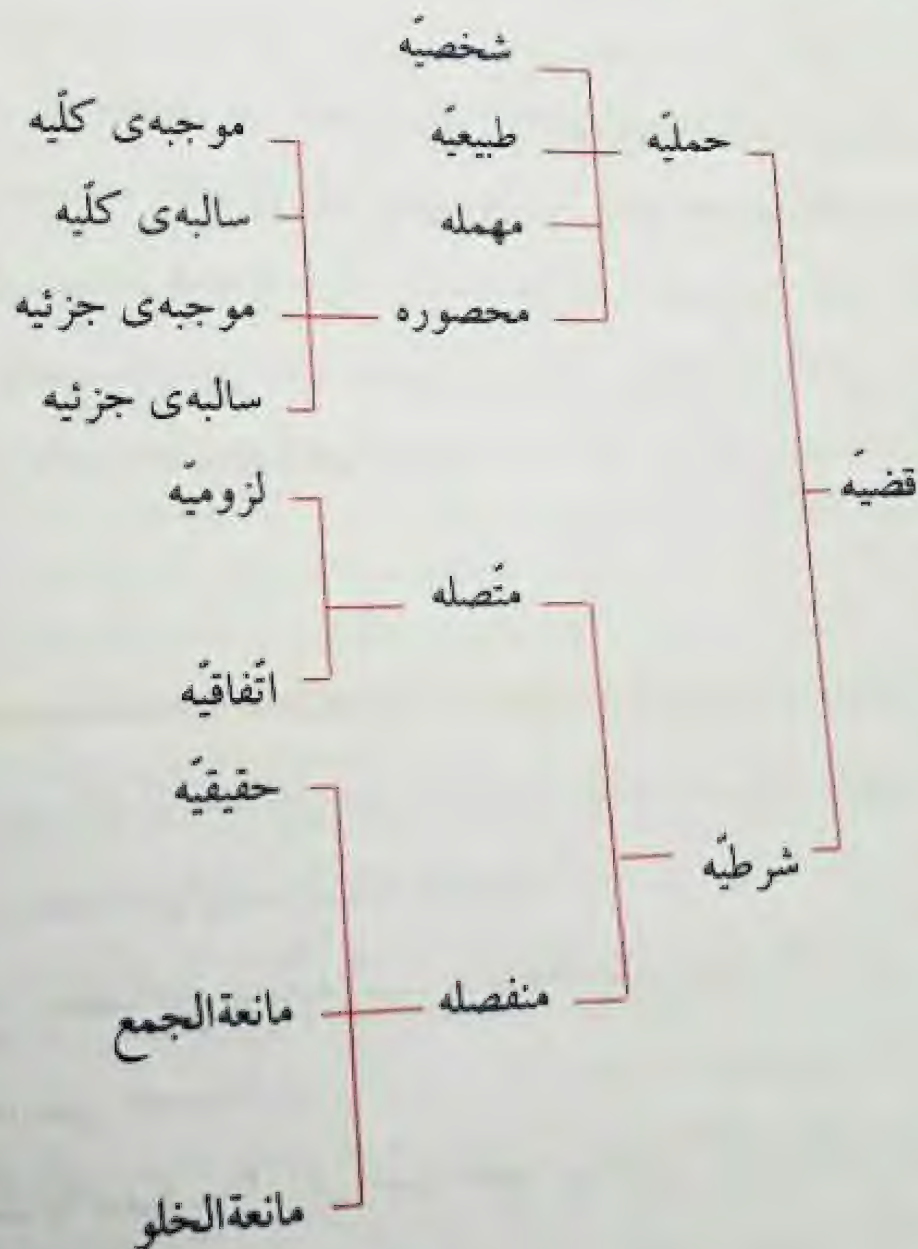 شخصیّه
موجبه‌ی کلّیه
حملیّه
طبیعیّه
سالبه‌ی کلّیه
مهمله
موجبه‌ی جزئیه
محصوره
سالبه‌ی جزئیه
قضیّه
لزومیّه
متّصله
اتّفاقیّه
حقیقیّه
شرطیّه
منفصله
مانعةالجمع
مانعةالخلو